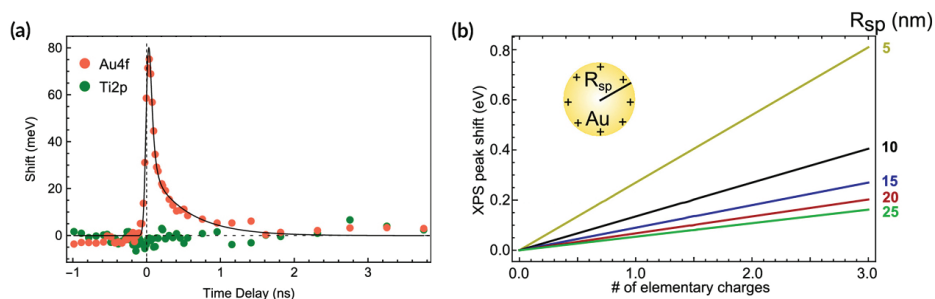 (a)
Au4f
Ti2p
Shift (meV)
80
60
40
20
0
-1
0
1
2
3
Time Delay (ns)
(b)
R_sp (nm)
XPS peak shift (eV)
0.8
0.6
0.4
0.2
0.0
R_sp
Au
+ + + + + + + +
5
10
15
20
25
0.0
1.0
2.0
3.0
# of elementary charges